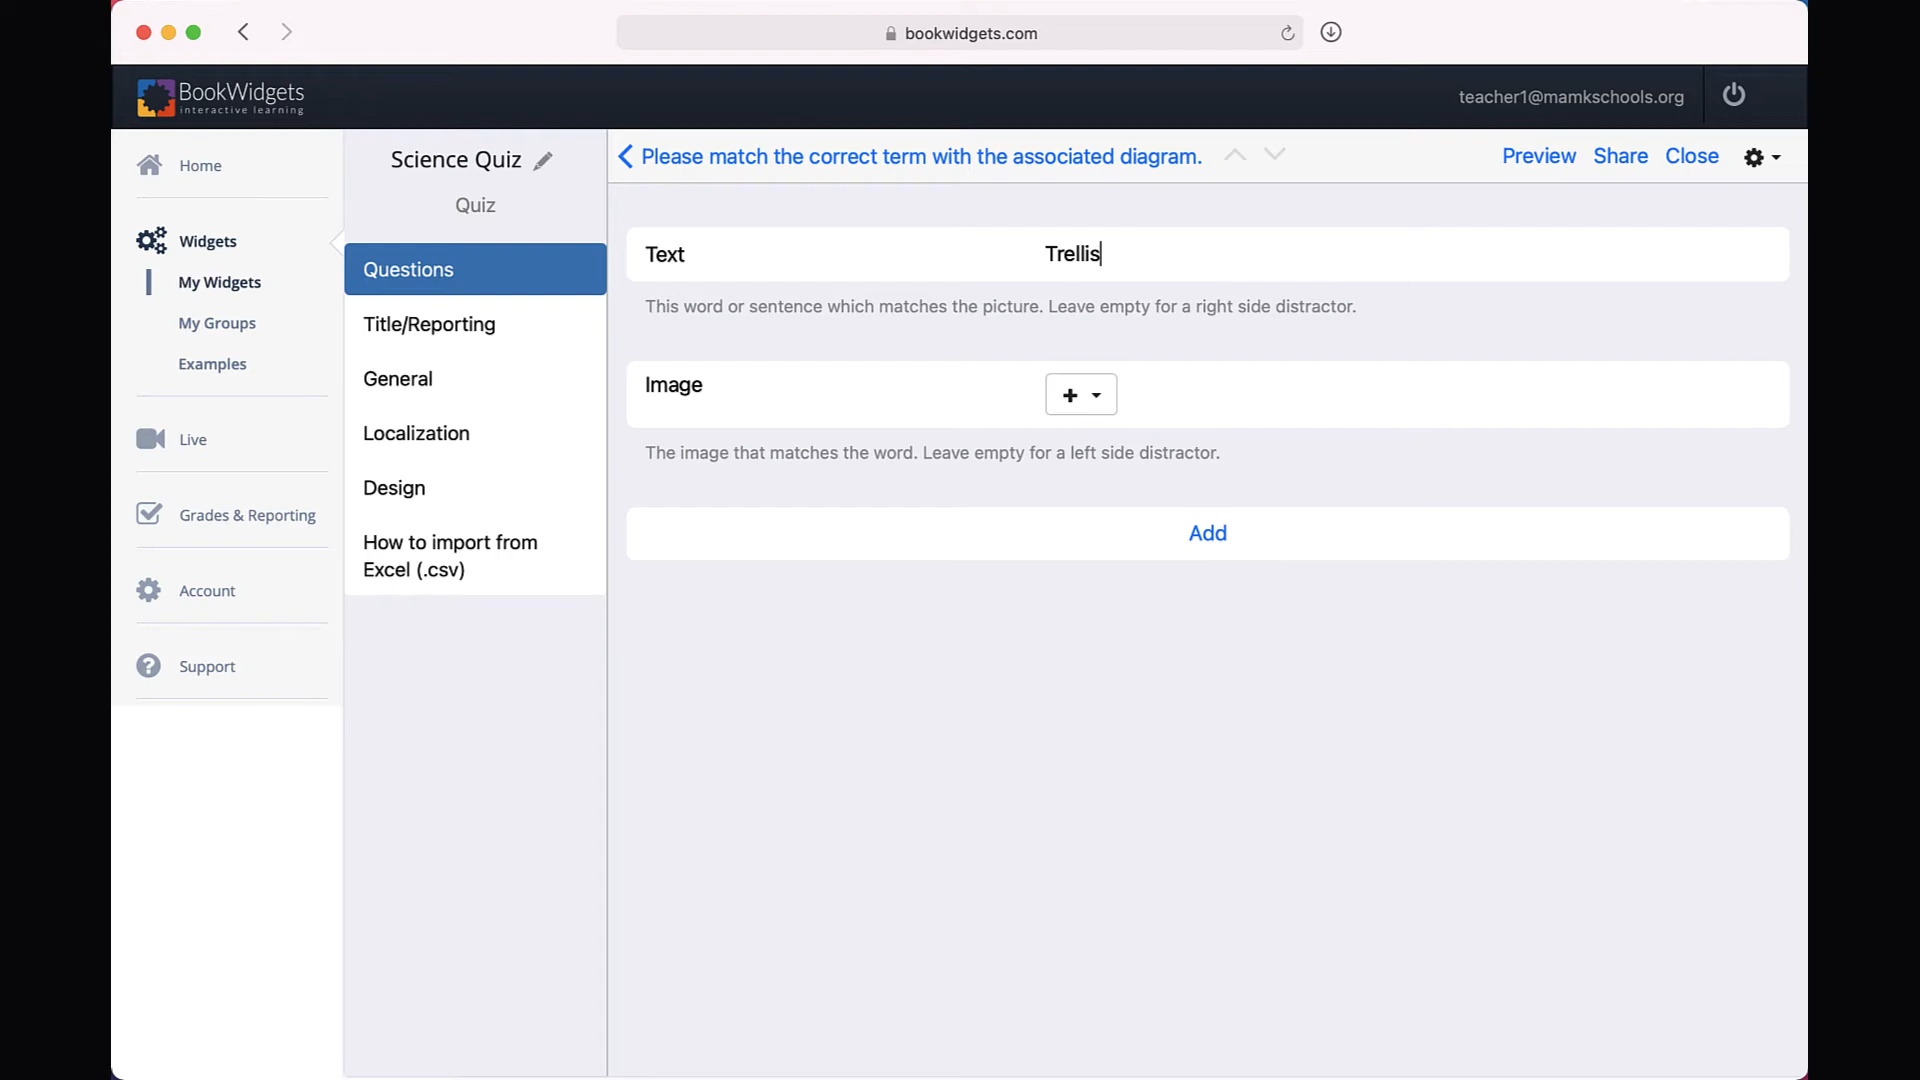 bookwidgets.com
BookWidgets
interactive learning
teacher1@mamkschools.org
Home
Widgets
My Widgets
My Groups
Examples
Live
Grades & Reporting
Account
Support
Science Quiz
Quiz
Questions
Title/Reporting
General
Localization
Design
How to import from
Excel (.csv)
Please match the correct term with the associated diagram.
Preview Share Close
Text Trellis
This word or sentence which matches the picture. Leave empty for a right side distractor.
Image
The image that matches the word. Leave empty for a left side distractor.
Add